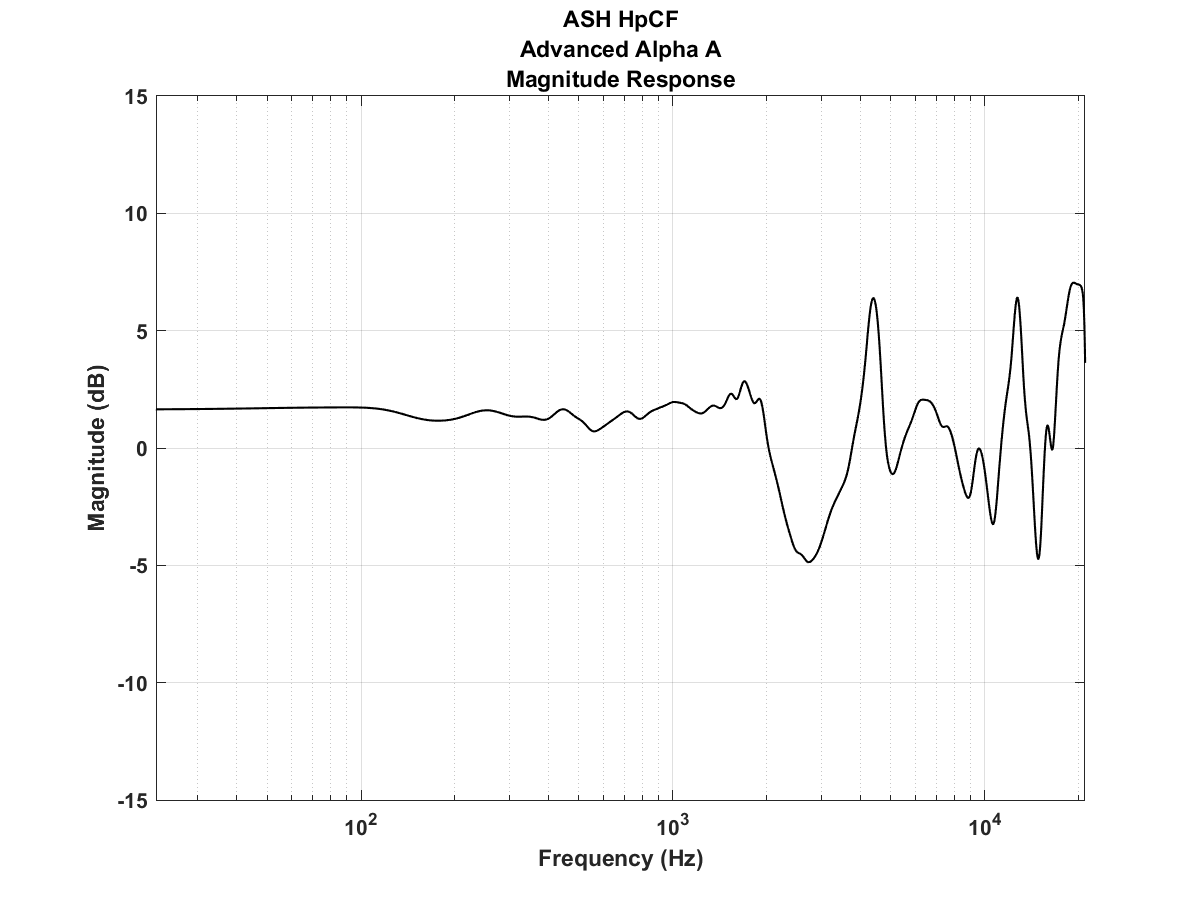 ASH HpCF
Advanced Alpha A
Magnitude Response
15
10
5
0
-5
-10
-15
Magnitude (dB)
10² 10³ 10⁴
Frequency (Hz)